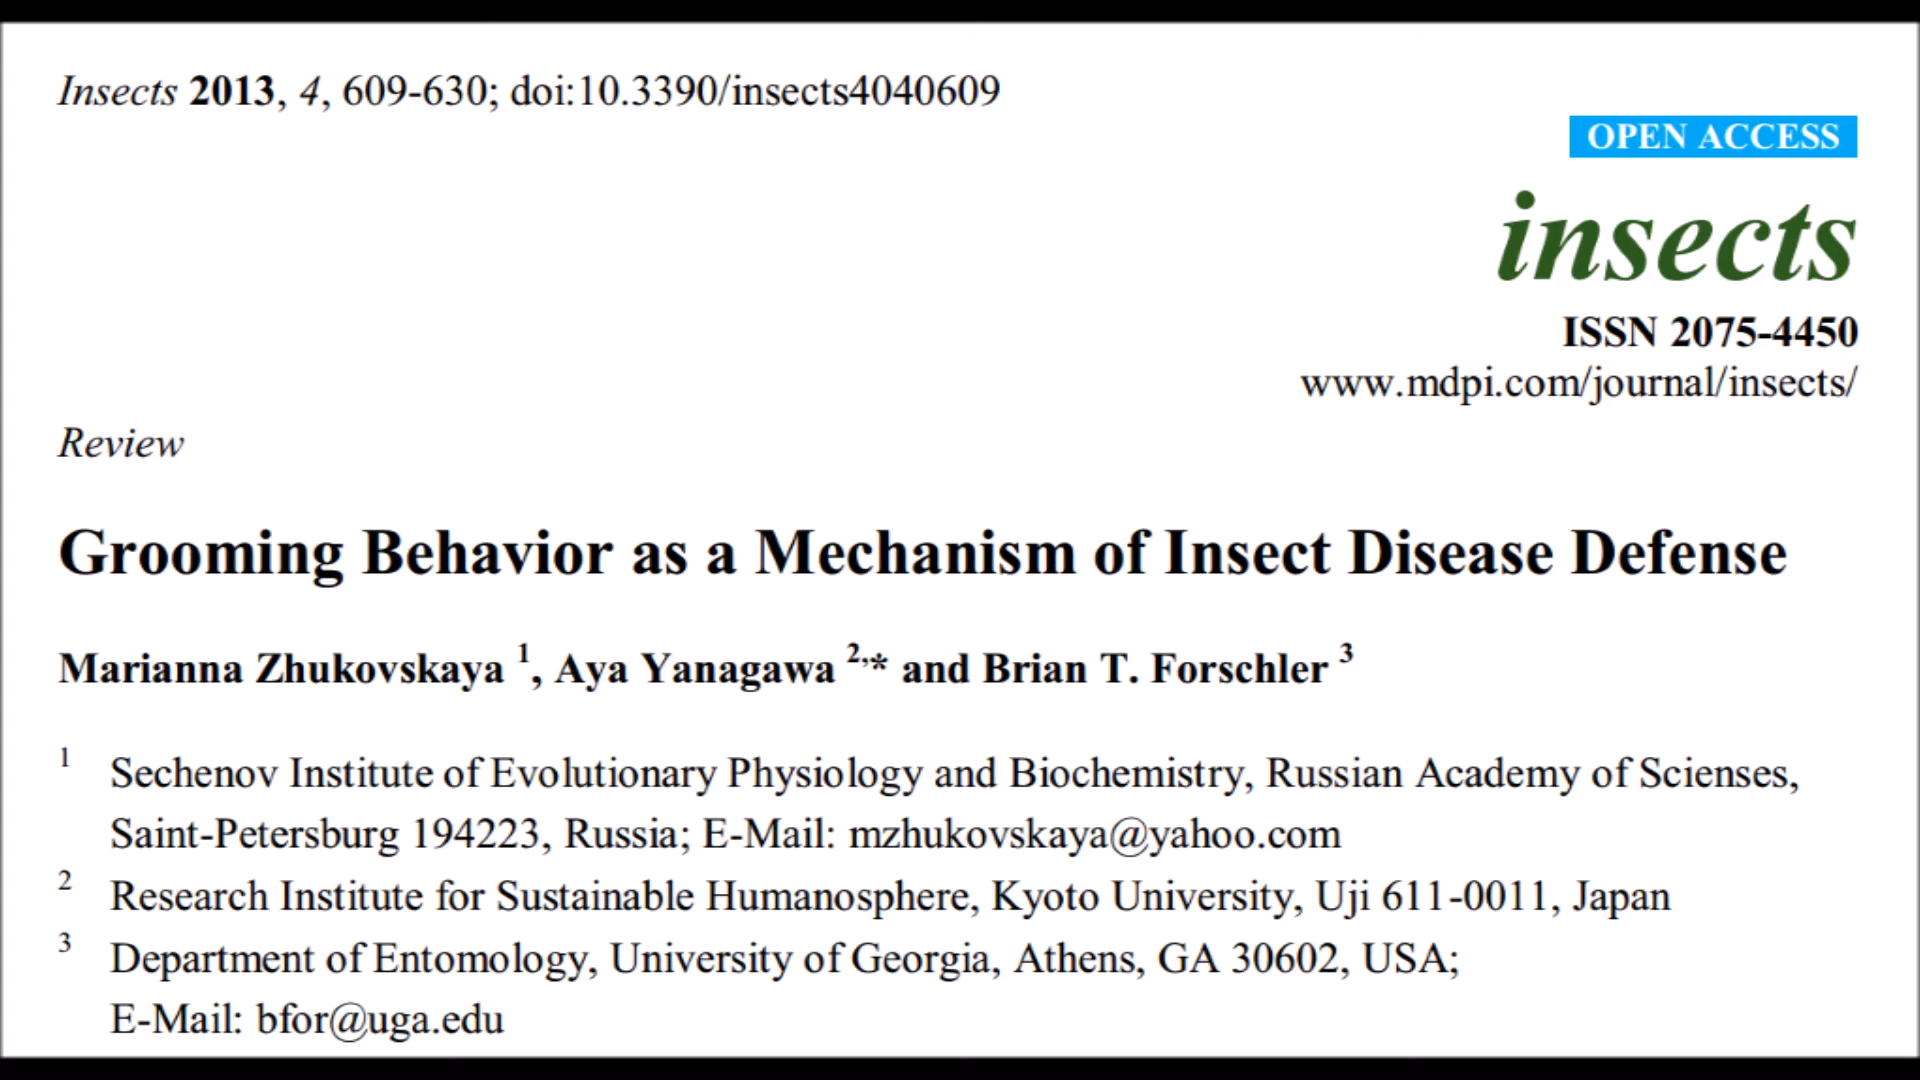 Insects 2013, 4, 609-630; doi:10.3390/insects4040609
OPEN ACCESS
insects
ISSN 2075-4450
www.mdpi.com/journal/insects/
Review
Grooming Behavior as a Mechanism of Insect Disease Defense
Marianna Zhukovskaya 1, Aya Yanagawa 2,* and Brian T. Forschler 3
1 Sechenov Institute of Evolutionary Physiology and Biochemistry, Russian Academy of Scienses,
Saint-Petersburg 194223, Russia; E-Mail: mzhukovskaya@yahoo.com
2 Research Institute for Sustainable Humanosphere, Kyoto University, Uji 611-0011, Japan
3 Department of Entomology, University of Georgia, Athens, GA 30602, USA;
E-Mail: bfor@uga.edu